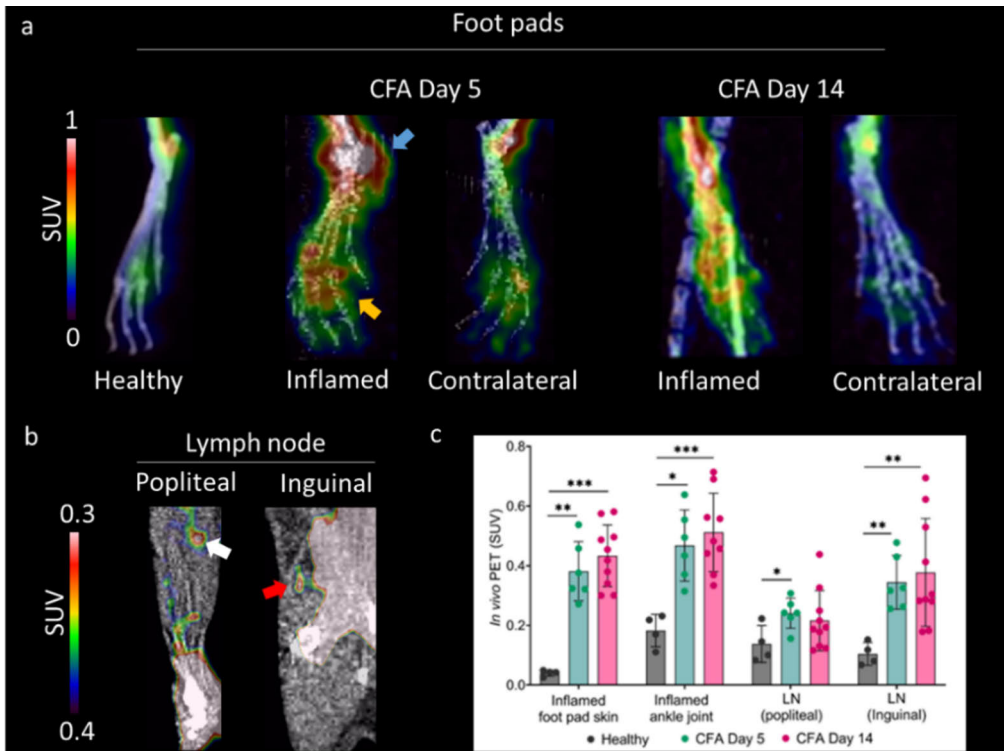 a
Foot pads
CFA Day 5
CFA Day 14
1
SUV
0
Healthy
Inflamed
Contralateral
Inflamed
Contralateral
b
Lymph node
Popliteal
Inguinal
0.3
SUV
0.4
c
In vivo PET (SUV)
0.8
0.6
0.4
0.2
0.0
** ***
* ***
*
** **
Inflamed foot pad skin
Inflamed ankle joint
LN (popliteal)
LN (Inguinal)
Healthy
CFA Day 5
CFA Day 14